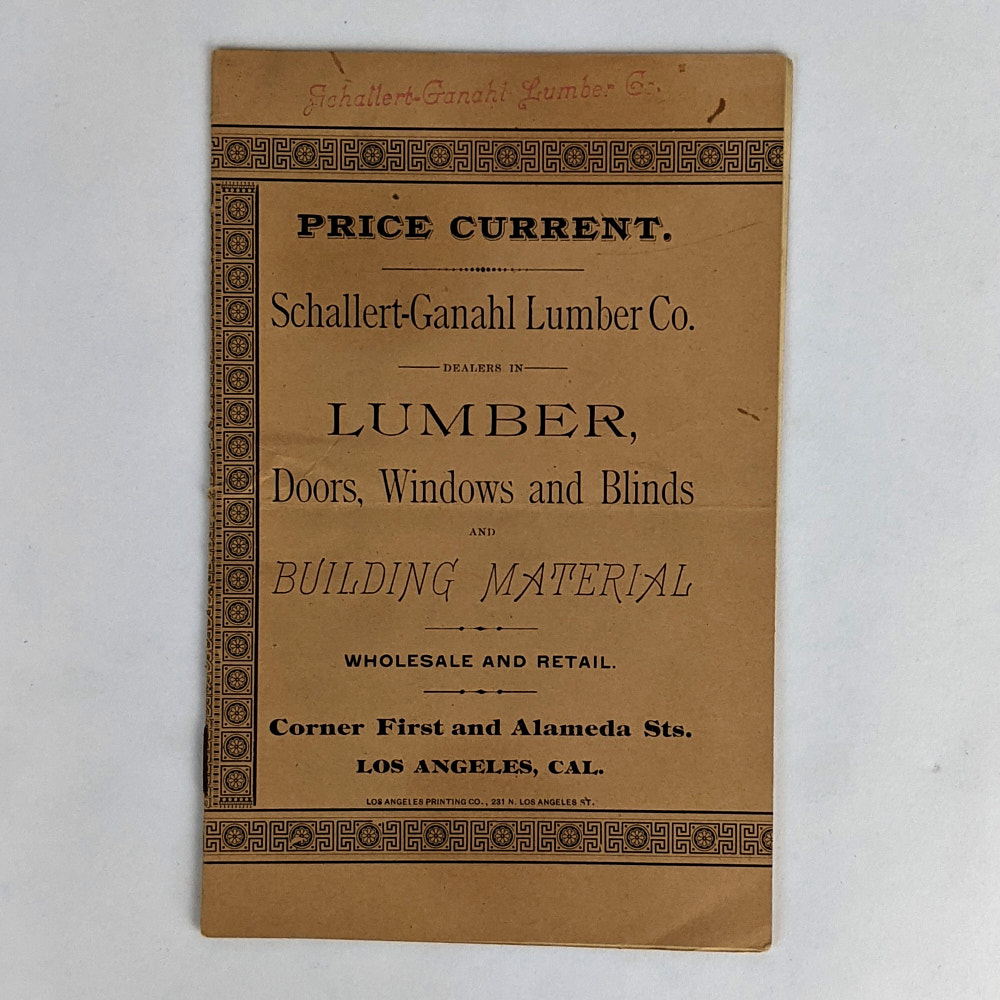 Schallert-Ganahl Lumber Co.
PRICE CURRENT.
Schallert-Ganahl Lumber Co.
DEALERS IN
LUMBER,
Doors, Windows and Blinds
AND
BUILDING MATERIAL
WHOLESALE AND RETAIL.
Corner First and Alameda Sts.
LOS ANGELES, CAL.
LOS ANGELES PRINTING CO., 231 N. LOS ANGELES ST.